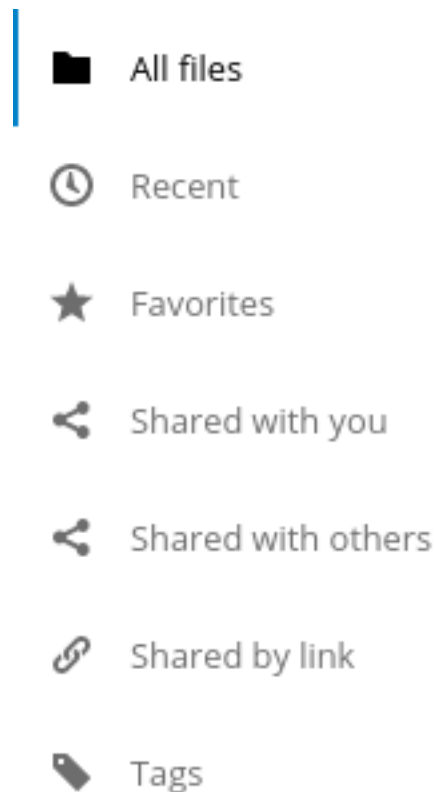 All files
Recent
Favorites
Shared with you
Shared with others
Shared by link
Tags